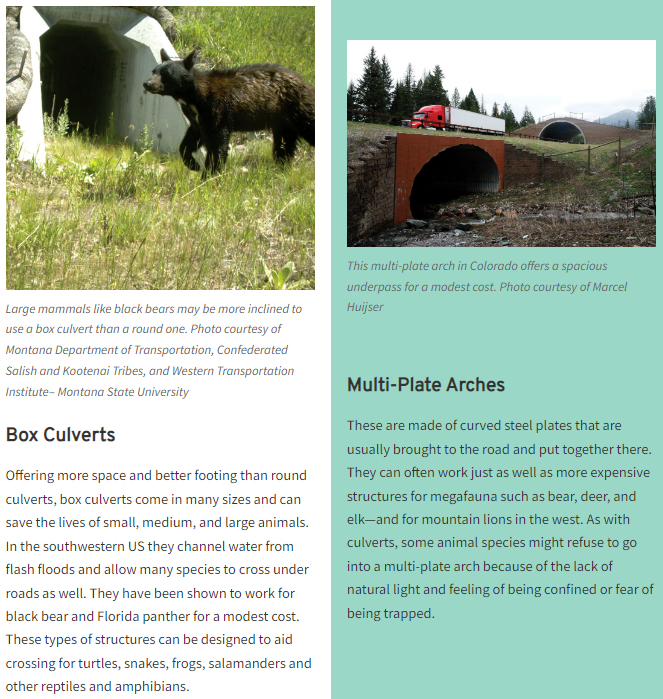 Large mammals like black bears may be more inclined to
use a box culvert than a round one. Photo courtesy of
Montana Department of Transportation, Confederated
Salish and Kootenai Tribes, and Western Transportation
Institute– Montana State University
Box Culverts
Offering more space and better footing than round
culverts, box culverts come in many sizes and can
save the lives of small, medium, and large animals.
In the southwestern US they channel water from
flash floods and allow many species to cross under
roads as well. They have been shown to work for
black bear and Florida panther for a modest cost.
These types of structures can be designed to aid
crossing for turtles, snakes, frogs, salamanders and
other reptiles and amphibians.
This multi-plate arch in Colorado offers a spacious
underpass for a modest cost. Photo courtesy of Marcel
Huijser
Multi-Plate Arches
These are made of curved steel plates that are
usually brought to the road and put together there.
They can often work just as well as more expensive
structures for megafauna such as bear, deer, and
elk—and for mountain lions in the west. As with
culverts, some animal species might refuse to go
into a multi-plate arch because of the lack of
natural light and feeling of being confined or fear of
being trapped.